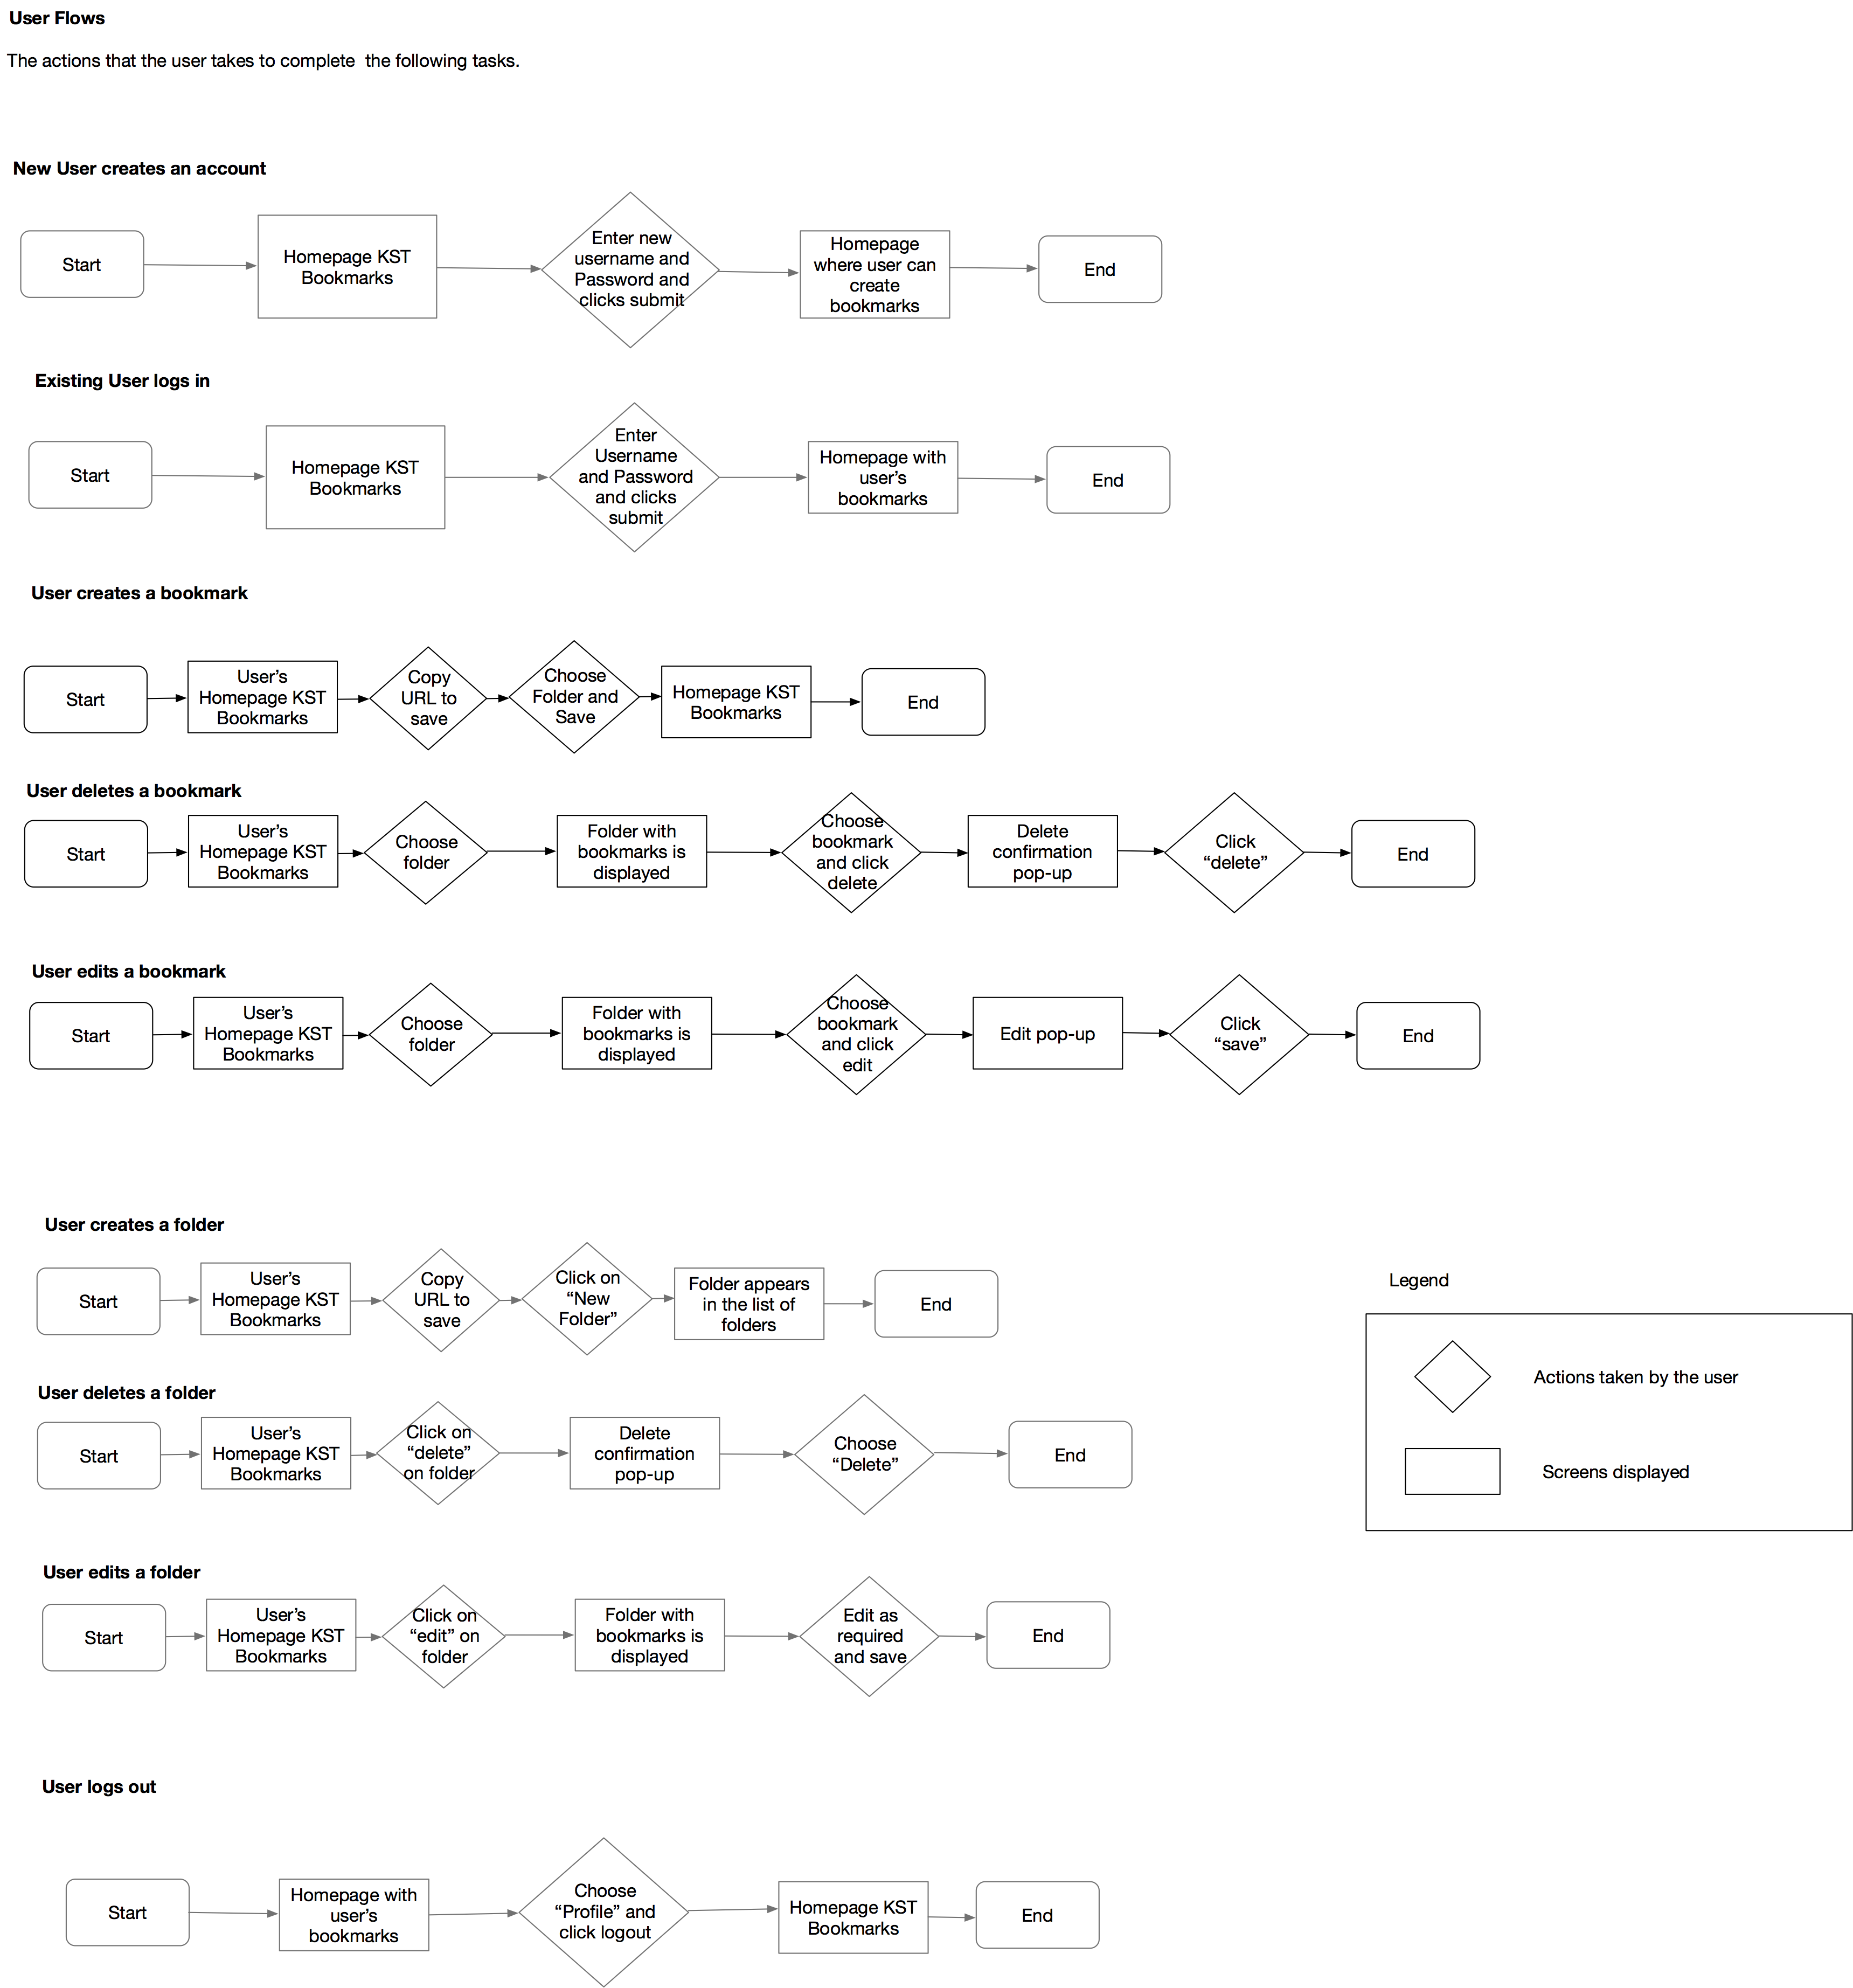 User Flows
The actions that the user takes to complete  the following tasks.
New User creates an account
Start
Homepage KST
Bookmarks
Enter new
username and
Password and
clicks submit
Homepage
where user can
create
bookmarks
End
Existing User logs in
Start
Homepage KST
Bookmarks
Enter
Username
and Password
and clicks
submit
Homepage with
user’s
bookmarks
End
User creates a bookmark
Start
User’s
Homepage KST
Bookmarks
Copy
URL to
save
Choose
Folder and
Save
Homepage KST
Bookmarks
End
User deletes a bookmark
Start
User’s
Homepage KST
Bookmarks
Choose
folder
Folder with
bookmarks is
displayed
Choose
bookmark
and click
delete
Delete
confirmation
pop-up
Click
“delete”
End
User edits a bookmark
Start
User’s
Homepage KST
Bookmarks
Choose
folder
Folder with
bookmarks is
displayed
Choose
bookmark
and click
edit
Edit pop-up
Click
“save”
End
User creates a folder
Start
User’s
Homepage KST
Bookmarks
Copy
URL to
save
Click on
“New
Folder”
Folder appears
in the list of
folders
End
Legend
Actions taken by the user
Screens displayed
User deletes a folder
Start
User’s
Homepage KST
Bookmarks
Click on
“delete”
on folder
Delete
confirmation
pop-up
Choose
“Delete”
End
User edits a folder
Start
User’s
Homepage KST
Bookmarks
Click on
“edit” on
folder
Folder with
bookmarks is
displayed
Edit as
required
and save
End
User logs out
Start
Homepage with
user’s
bookmarks
Choose
“Profile” and
click logout
Homepage KST
Bookmarks
End